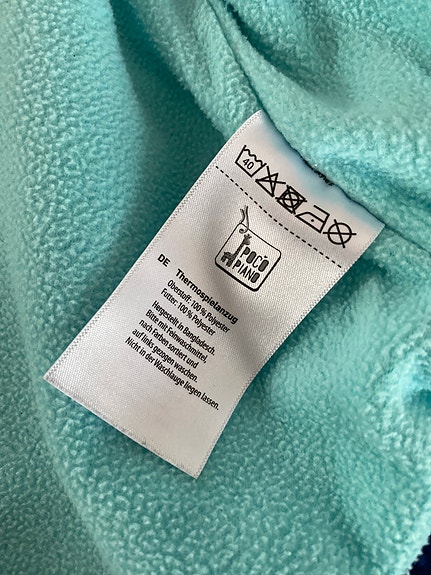 40
POCO
PIANO
DE Thermospielanzug
Oberstoff: 100% Polyester
Futter: 100% Polyester
Hergestellt in Bangladesch.
Bitte mit Feinwaschmittel,
nach Farben sortiert und
auf links gezogen waschen.
Nicht in der Waschlauge liegen lassen.